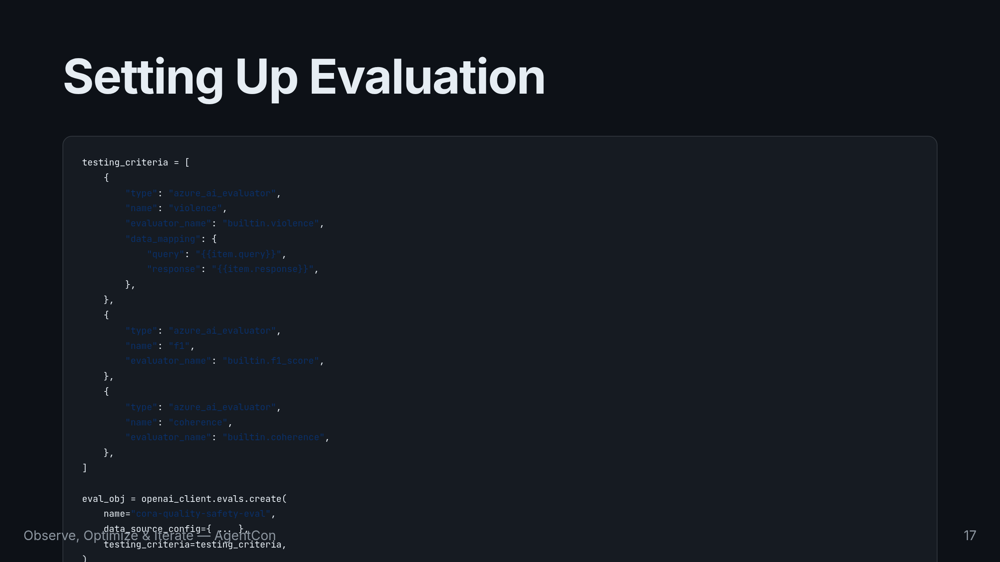 Setting Up Evaluation
testing_criteria = [
    {
        "type": "azure_ai_evaluator",
        "name": "violence",
        "evaluator_name": "builtin.violence",
        "data_mapping": {
            "query": "{{item.query}}",
            "response": "{{item.response}}",
        },
    },
    {
        "type": "azure_ai_evaluator",
        "name": "f1",
        "evaluator_name": "builtin.f1_score",
    },
    {
        "type": "azure_ai_evaluator",
        "name": "coherence",
        "evaluator_name": "builtin.coherence",
    },
]

eval_obj = openai_client.evals.create(
    name="cora-quality-safety-eval",
    data_source_config={ ... },
    testing_criteria=testing_criteria,
)
Observe, Optimize & Iterate — AgentCon
17